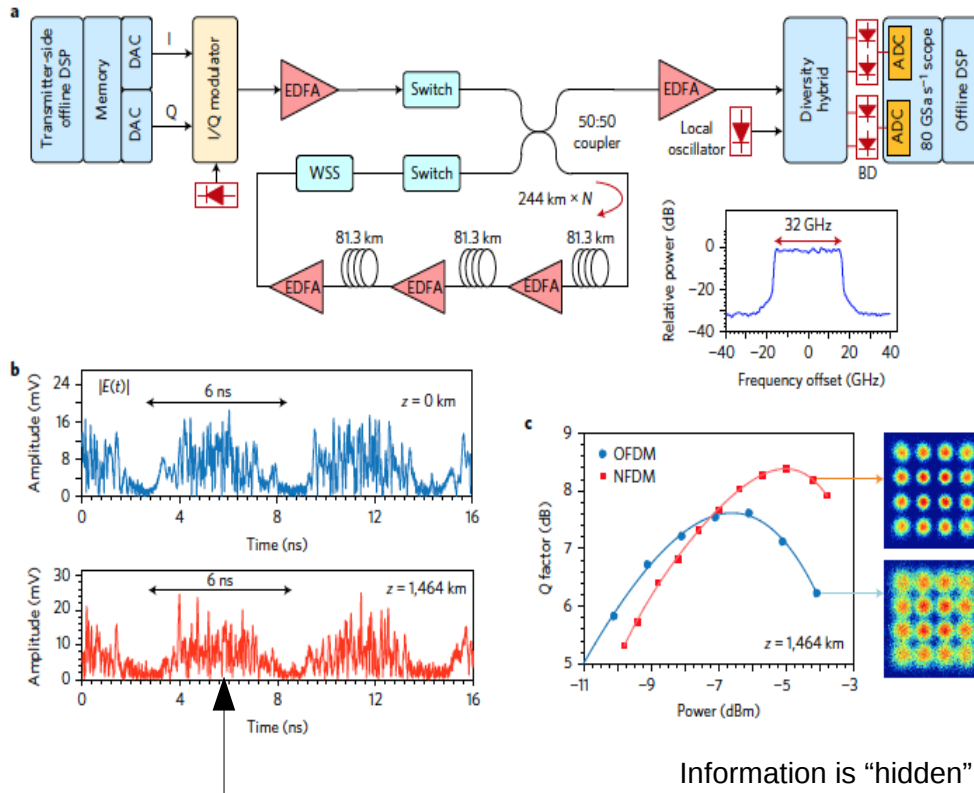 a
Transmitter-side
offline DSP
Memory
DAC
DAC
I
Q
I/Q modulator
EDFA
Switch
50:50
coupler
EDFA
Local
oscillator
Diversity
hybrid
BD
ADC
ADC
80 GSa s⁻¹ scope
Offline DSP
WSS
Switch
244 km × N
81.3 km
81.3 km
81.3 km
EDFA
EDFA
EDFA
Relative power (dB)
0
−20
−40
32 GHz
−40
−20
0
20
40
Frequency offset (GHz)
b
Amplitude (mV)
24
16
8
0
|E(t)|
6 ns
z = 0 km
0
4
8
12
16
Time (ns)
Amplitude (mV)
30
20
10
0
6 ns
z = 1,464 km
0
4
8
12
16
Time (ns)
c
Q factor (dB)
9
8
7
6
5
OFDM
NFDM
z = 1,464 km
−11
−9
−7
−5
−3
Power (dBm)
Information is “hidden”